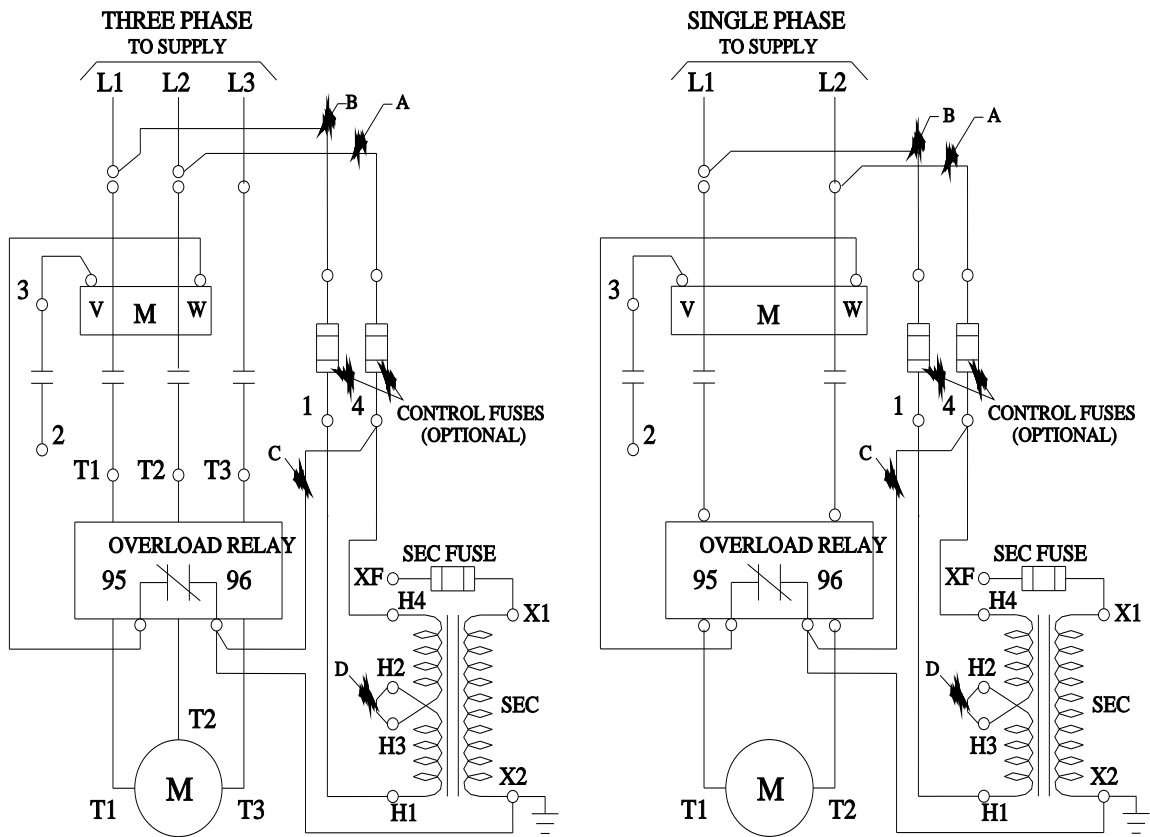 THREE PHASE
TO SUPPLY
L1 L2 L3
B A
3
V M W
1 4
CONTROL FUSES
(OPTIONAL)
2
C
T1 T2 T3
OVERLOAD RELAY
95 96
SEC FUSE
XF
H4 X1
D H2
SEC
T2
H3
X2
M
T1 T3
H1
SINGLE PHASE
TO SUPPLY
L1 L2
B A
3
V M W
1 4
CONTROL FUSES
(OPTIONAL)
2
C
OVERLOAD RELAY
95 96
SEC FUSE
XF
H4 X1
D H2
SEC
H3
X2
M
T1 T2
H1